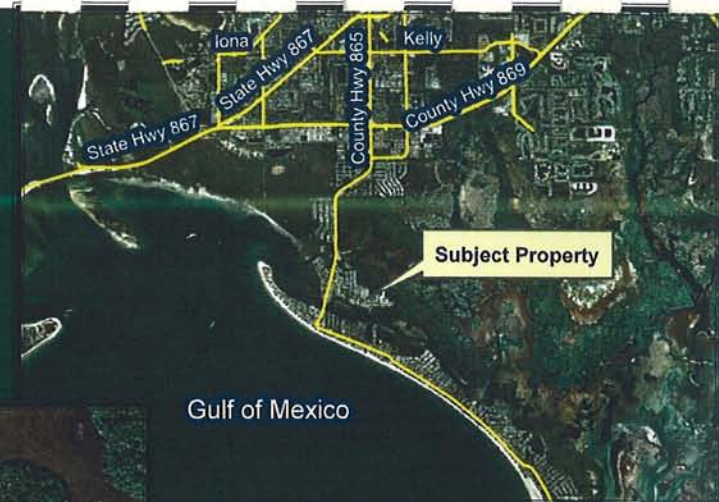 Iona
State Hwy 867
County Hwy 865
Kelly
State Hwy 867
County Hwy 869
Subject Property
Gulf of Mexico